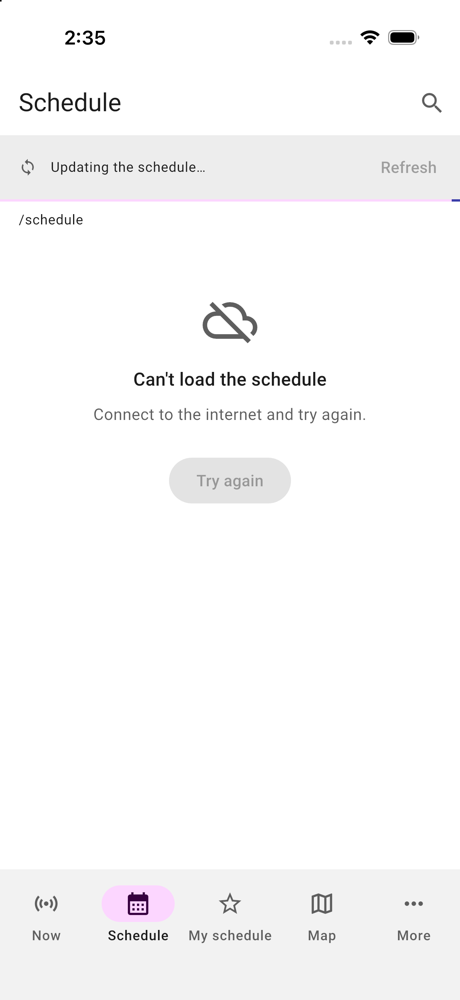 2:35
Schedule
Updating the schedule…
Refresh
/schedule
Can't load the schedule
Connect to the internet and try again.
Try again
Now
Schedule
My schedule
Map
More